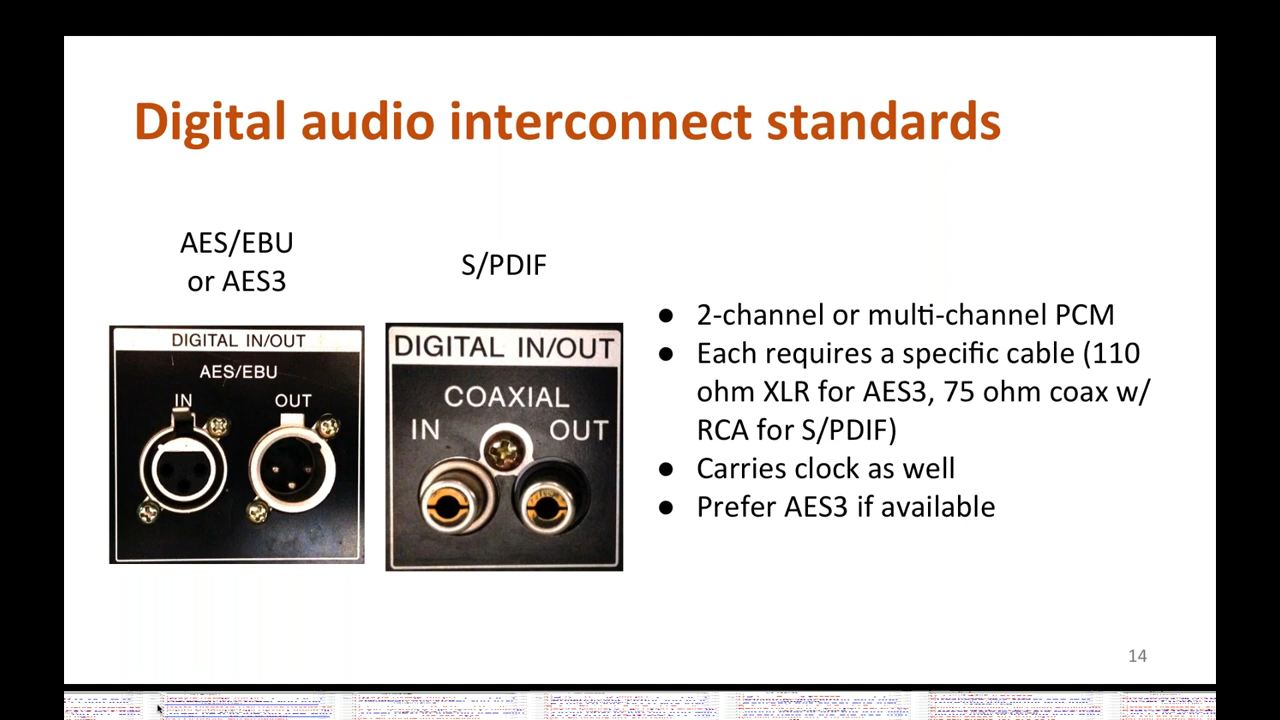 Digital audio interconnect standards
AES/EBU
or AES3
S/PDIF
DIGITAL IN/OUT
AES/EBU
IN
OUT
DIGITAL IN/OUT
COAXIAL
IN
OUT
● 2-channel or multi-channel PCM
● Each requires a specific cable (110
ohm XLR for AES3, 75 ohm coax w/
RCA for S/PDIF)
● Carries clock as well
● Prefer AES3 if available
14